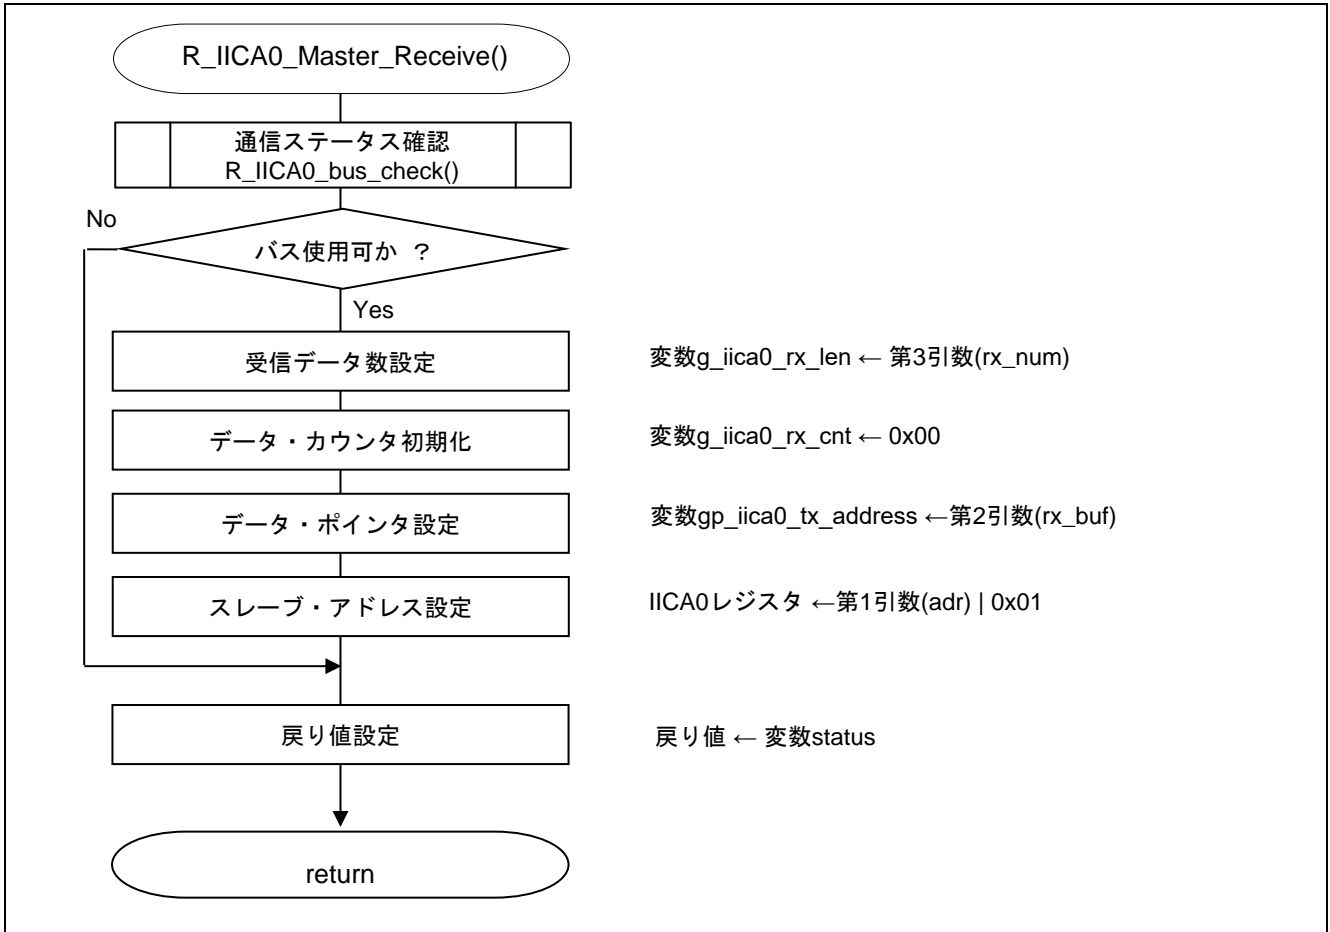 R_IICA0_Master_Receive()
通信ステータス確認
R_IICA0_bus_check()
No
バス使用可か ？
Yes
受信データ数設定
変数g_iica0_rx_len ← 第3引数(rx_num)
データ・カウンタ初期化
変数g_iica0_rx_cnt ← 0x00
データ・ポインタ設定
変数gp_iica0_tx_address ←第2引数(rx_buf)
スレーブ・アドレス設定
IICA0レジスタ ←第1引数(adr) | 0x01
戻り値設定
戻り値 ← 変数status
return